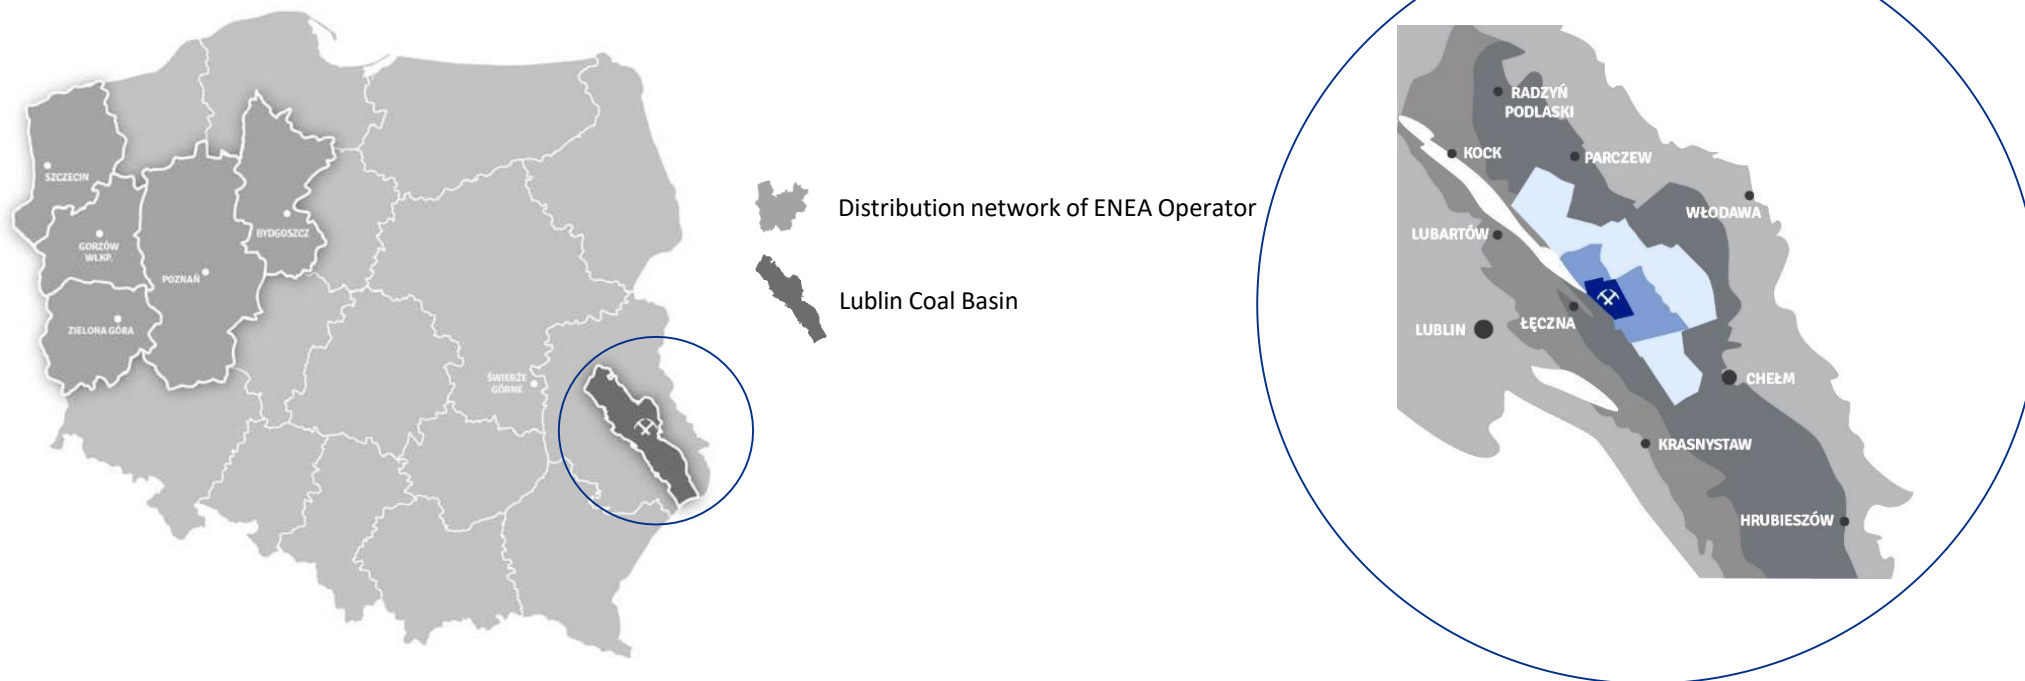 SZCZECIN
GORZÓW
WLKP.
BYDGOSZCZ
POZNAŃ
ZIELONA GÓRA
ŚWIERŻE
GÓRNE
Distribution network of ENEA Operator
Lublin Coal Basin
RADZYŃ
PODLASKI
KOCK
PARCZEW
WŁODAWA
LUBARTÓW
ŁĘCZNA
LUBLIN
CHEŁM
KRASNYSTAW
HRUBIESZÓW